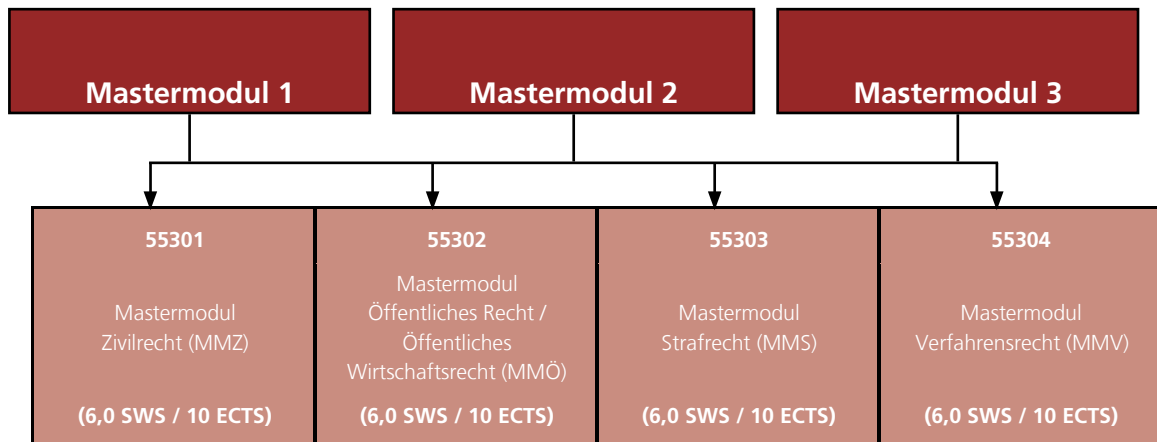 Mastermodul 1
Mastermodul 2
Mastermodul 3
55301
Mastermodul
Zivilrecht (MMZ)
(6,0 SWS / 10 ECTS)
55302
Mastermodul
Öffentliches Recht /
Öffentliches
Wirtschaftsrecht (MMÖ)
(6,0 SWS / 10 ECTS)
55303
Mastermodul
Strafrecht (MMS)
(6,0 SWS / 10 ECTS)
55304
Mastermodul
Verfahrensrecht (MMV)
(6,0 SWS / 10 ECTS)